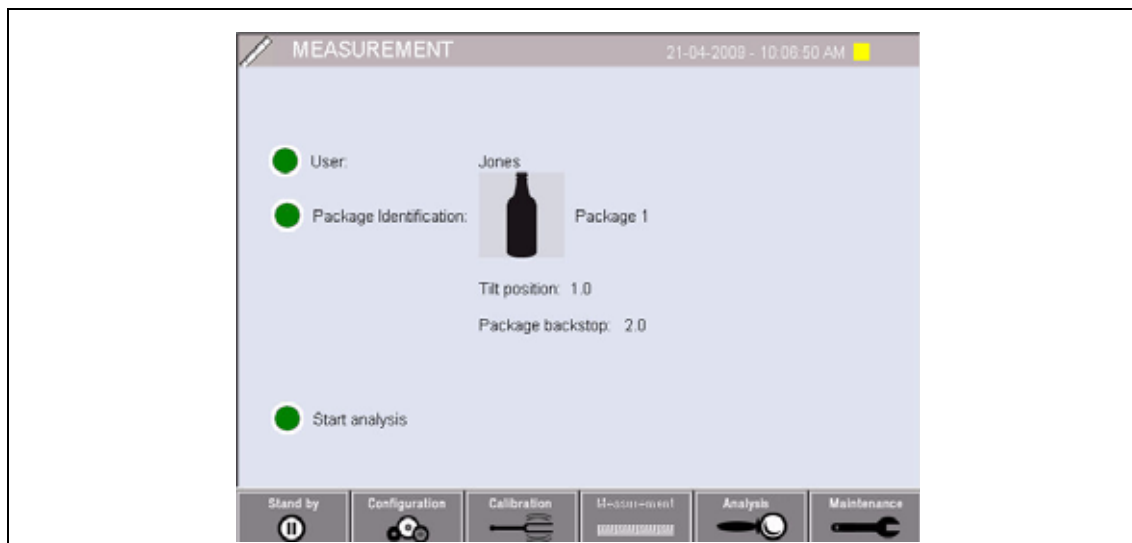 MEASUREMENT 21-04-2009 - 10:06:50 AM
User: Jones
Package Identification: Package 1
Tilt position: 1.0
Package backstop: 2.0
Start analysis
Stand by Configuration Calibration Measurement Analysis Maintenance